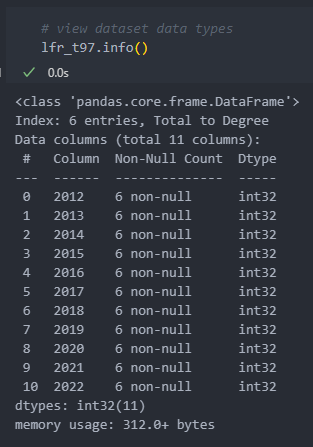 # view dataset data types
lfr_t97.info()
0.0s
<class 'pandas.core.frame.DataFrame'>
Index: 6 entries, Total to Degree
Data columns (total 11 columns):
 #   Column  Non-Null Count  Dtype
---  ------  --------------  -----
 0   2012    6 non-null      int32
 1   2013    6 non-null      int32
 2   2014    6 non-null      int32
 3   2015    6 non-null      int32
 4   2016    6 non-null      int32
 5   2017    6 non-null      int32
 6   2018    6 non-null      int32
 7   2019    6 non-null      int32
 8   2020    6 non-null      int32
 9   2021    6 non-null      int32
 10  2022    6 non-null      int32
dtypes: int32(11)
memory usage: 312.0+ bytes